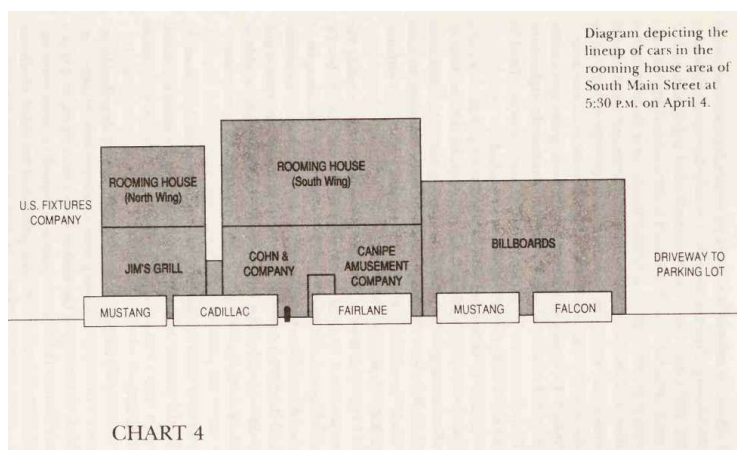 Diagram depicting the
lineup of cars in the
rooming house area of
South Main Street at
5:30 P.M. on April 4.
ROOMING HOUSE
(South Wing)
ROOMING HOUSE
(North Wing)
U.S. FIXTURES
COMPANY
JIM'S GRILL
COHN &
COMPANY
CANIPE
AMUSEMENT
COMPANY
BILLBOARDS
DRIVEWAY TO
PARKING LOT
MUSTANG
CADILLAC
FAIRLANE
MUSTANG
FALCON
CHART 4